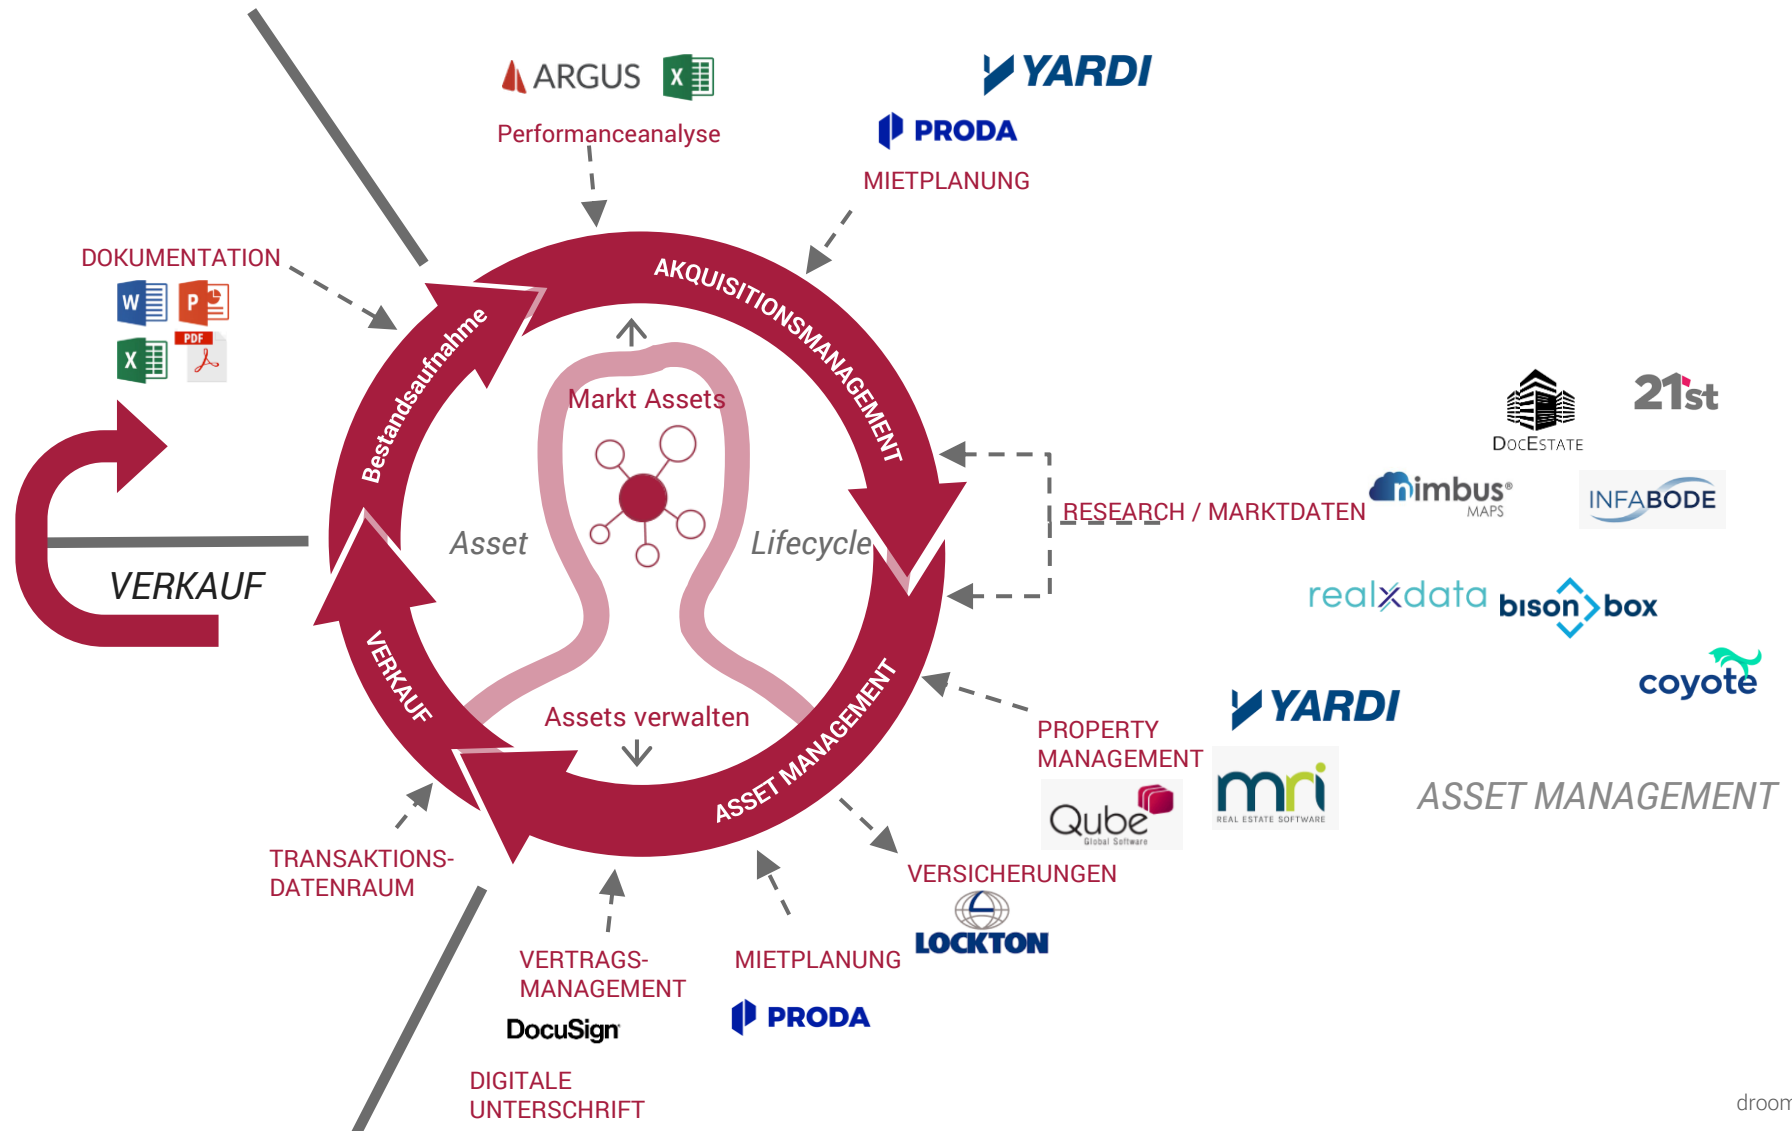 ARGUS
X
Performanceanalyse
YARDI
PRODA
MIETPLANUNG
DOKUMENTATION
W
P
X
PDF
Bestandsaufnahme
AKQUISITIONSMANAGEMENT
Markt Assets
Asset
Lifecycle
VERKAUF
VERKAUF
Assets verwalten
ASSET MANAGEMENT
DOCESTATE
21st
nimbus®
MAPS
INFABODE
RESEARCH / MARKTDATEN
realxdata
bison box
coyote
YARDI
PROPERTY
MANAGEMENT
Qube
Global Software
mri
REAL ESTATE SOFTWARE
ASSET MANAGEMENT
TRANSAKTIONS-
DATENRAUM
VERSICHERUNGEN
LOCKTON
VERTRAGS-
MANAGEMENT
DocuSign
MIETPLANUNG
PRODA
DIGITALE
UNTERSCHRIFT
droom